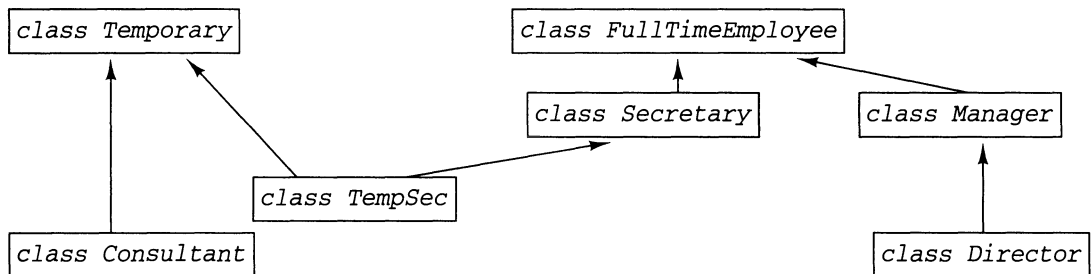 class Temporary
class FullTimeEmployee
class Secretary
class Manager
class TempSec
class Consultant
class Director